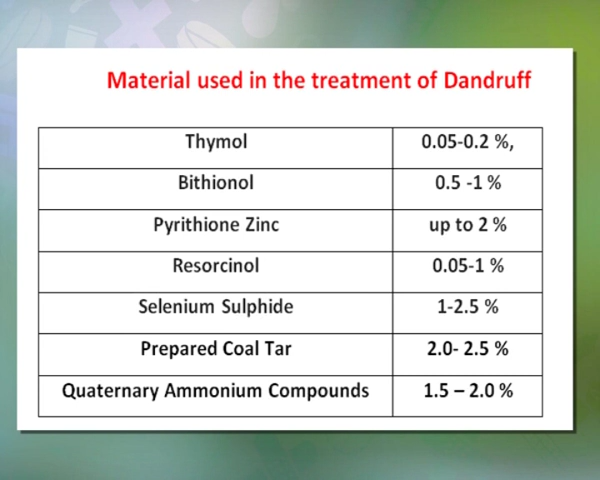 Material used in the treatment of Dandruff
Thymol 0.05-0.2 %,
Bithionol 0.5 -1 %
Pyrithione Zinc up to 2 %
Resorcinol 0.05-1 %
Selenium Sulphide 1-2.5 %
Prepared Coal Tar 2.0- 2.5 %
Quaternary Ammonium Compounds 1.5 – 2.0 %